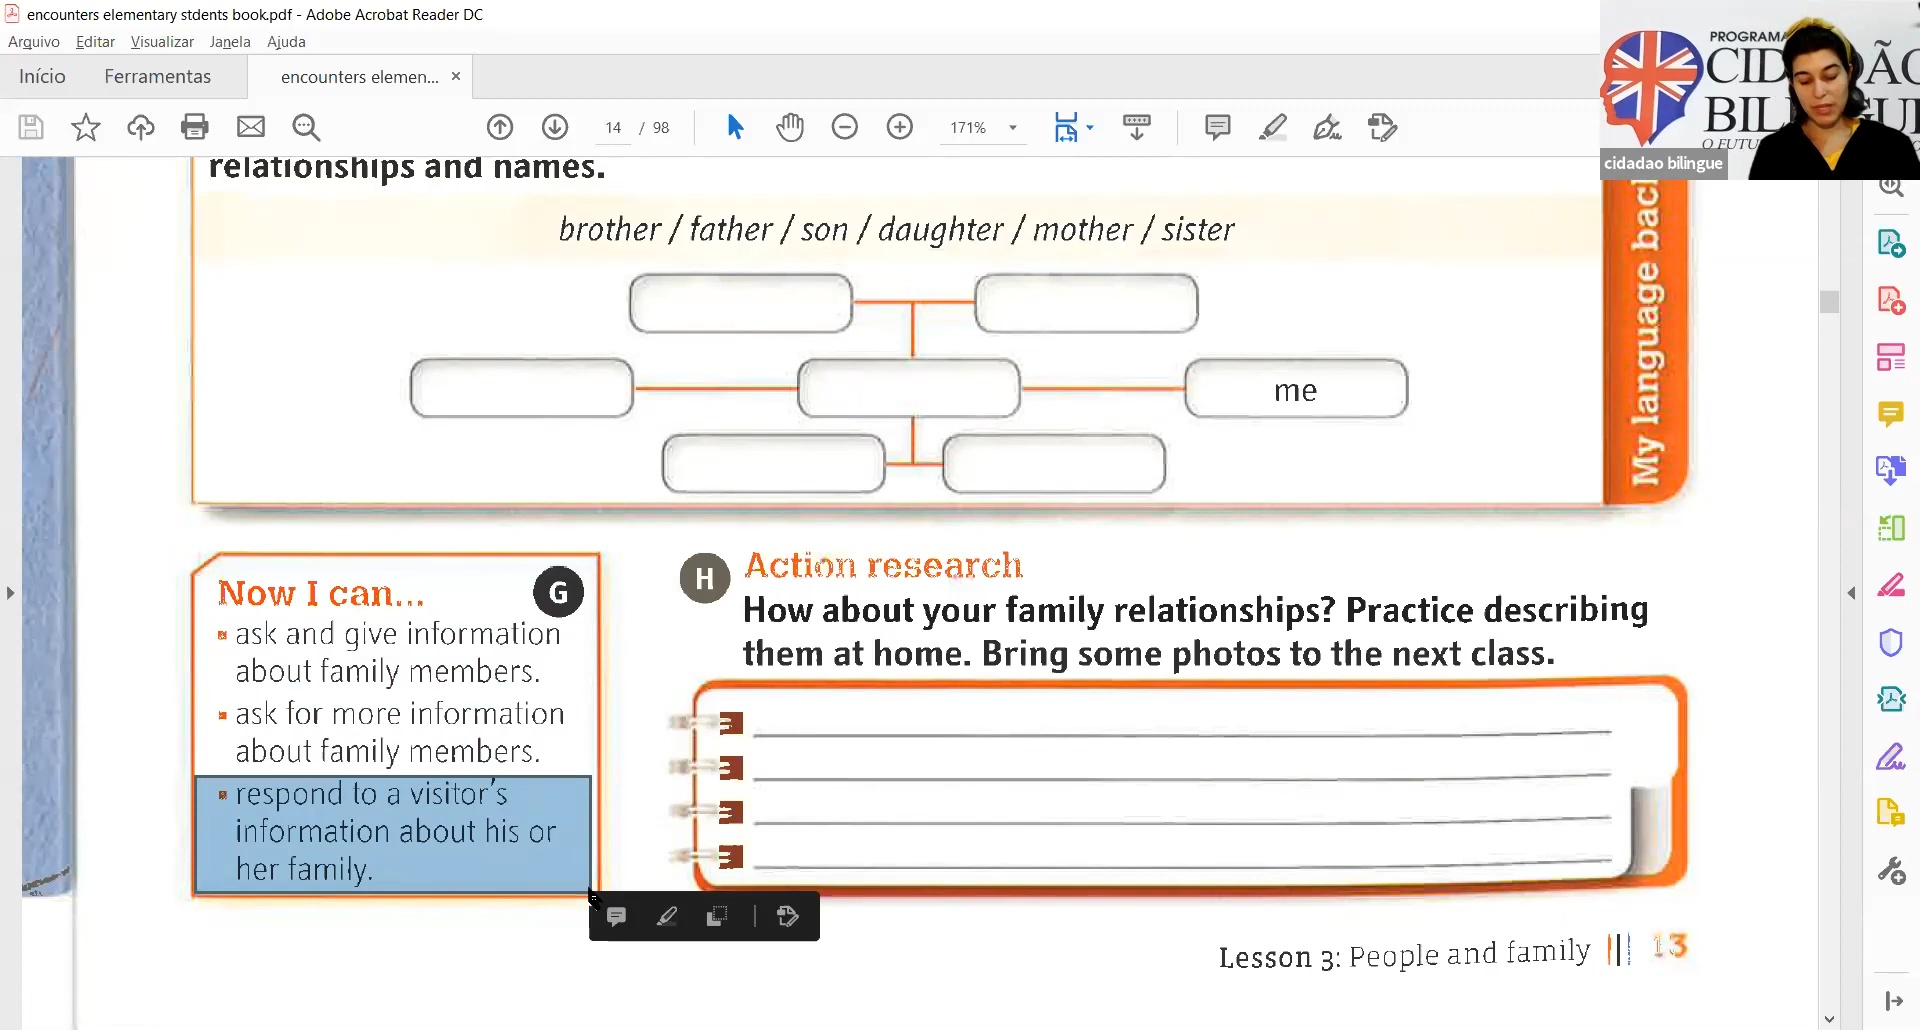 encounters elementary stdents book.pdf - Adobe Acrobat Reader DC
Arquivo Editar Visualizar Janela Ajuda
Início Ferramentas encounters elemen... ×
14 / 98 171%
PROGRAMA
CIDADÃO
BILINGUE
O FUTU
cidadao bilingue
relationships and names.
brother / father / son / daughter / mother / sister
me
My language bac
Now I can... G
▪ ask and give information
about family members.
▪ ask for more information
about family members.
▪ respond to a visitor's
information about his or
her family.
H Action research
How about your family relationships? Practice describing
them at home. Bring some photos to the next class.
Lesson 3: People and family 13